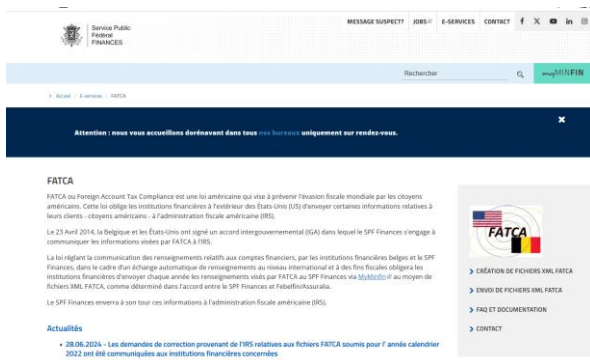 Service Public
Fédéral
FINANCES
MESSAGE SUSPECT? JOBS E-SERVICES CONTACT
Rechercher
myMINFIN
Accueil / E-services / FATCA
Attention : nous vous accueillons dorénavant dans tous nos bureaux uniquement sur rendez-vous.
FATCA
FATCA ou Foreign Account Tax Compliance est une loi américaine qui vise à prévenir l'évasion fiscale mondiale par les citoyens
américains. Cette loi oblige les institutions financières à l'extérieur des États-Unis (US) d'envoyer certaines informations relatives à
leurs clients - citoyens américains - à l'administration fiscale américaine (IRS).
Le 23 Avril 2014, la Belgique et les États-Unis ont signé un accord intergouvernemental (IGA) dans lequel le SPF Finances s'engage à
communiquer les informations visées par FATCA à l'IRS.
La loi réglant la communication des renseignements relatifs aux comptes financiers, par les institutions financières belges et le SPF
Finances, dans le cadre d'un échange automatique de renseignements au niveau international et à des fins fiscales obligera les
institutions financières d'envoyer chaque année les renseignements visés par FATCA au SPF Finances via MyMinfin au moyen de
fichiers XML FATCA, comme déterminé dans l'accord entre le SPF Finances et Febelfin/Assuralia.
Le SPF Finances enverra à son tour ces informations à l'administration fiscale américaine (IRS).
Actualités
28.06.2024 - Les demandes de correction provenant de l'IRS relatives aux fichiers FATCA soumis pour l' année calendrier
2022 ont été communiquées aux institutions financières concernées
FATCA
CRÉATION DE FICHIERS XML FATCA
ENVOI DE FICHIERS XML FATCA
FAQ ET DOCUMENTATION
CONTACT